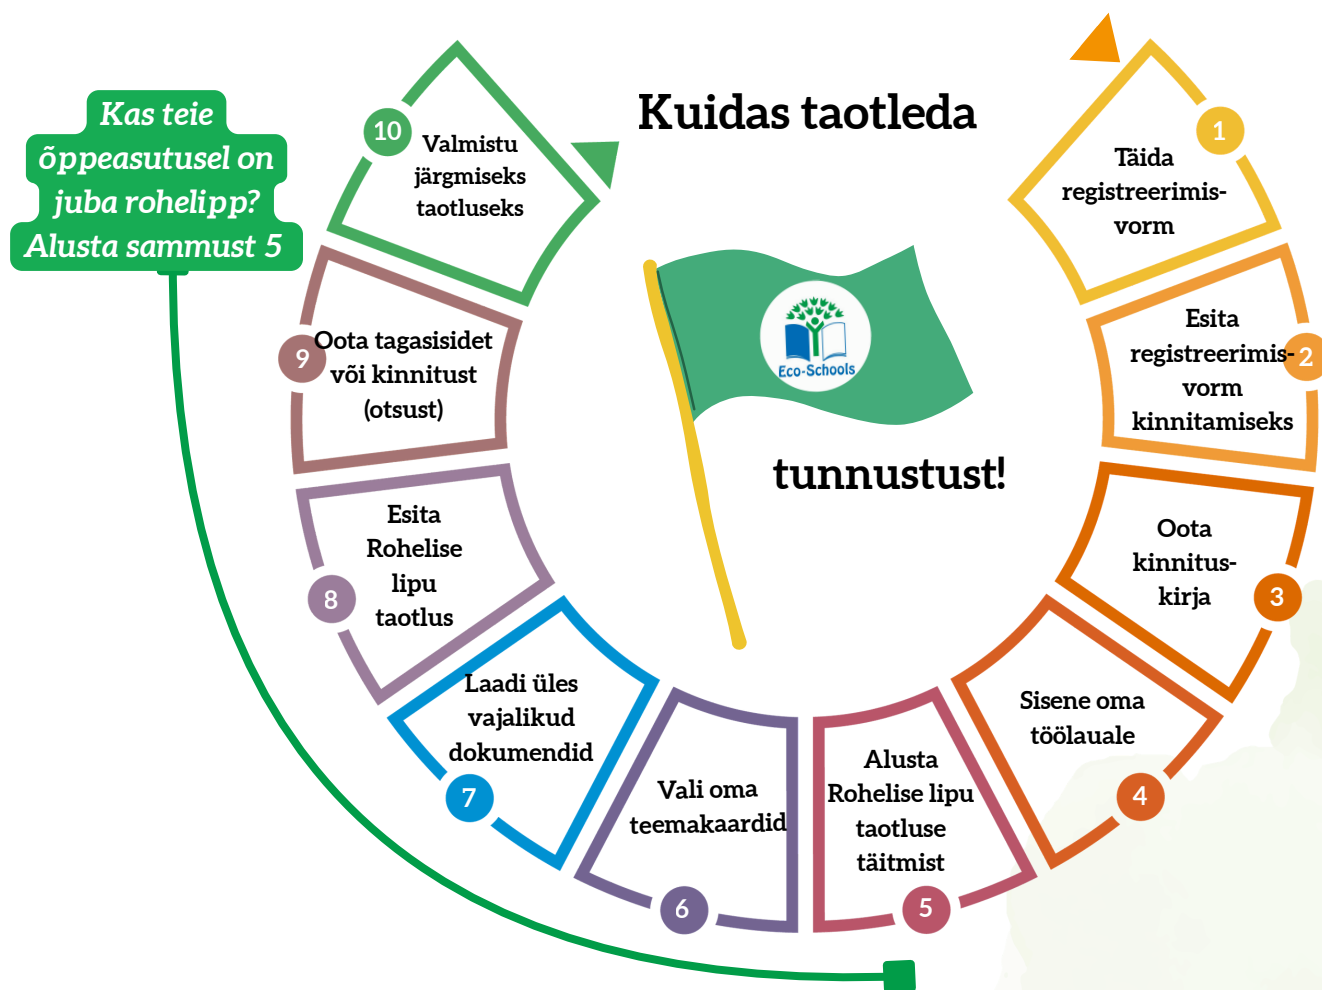 Kuidas taotleda
tunnustust!
Kas teie
õppeasutusel on
juba rohelipp?
Alusta sammust 5
Eco-Schools
1
Täida
registreerimis-
vorm
2
Esita
registreerimis-
vorm
kinnitamiseks
3
Oota
kinnitus-
kirja
4
Sisene oma
töölauale
5
Alusta
Rohelise lipu
taotluse
täitmist
6
Vali oma
teemakaardid
7
Laadi üles
vajalikud
dokumendid
8
Esita
Rohelise
lipu
taotlus
9
Oota tagasisidet
või kinnitust
(otsust)
10
Valmistu
järgmiseks
taotluseks